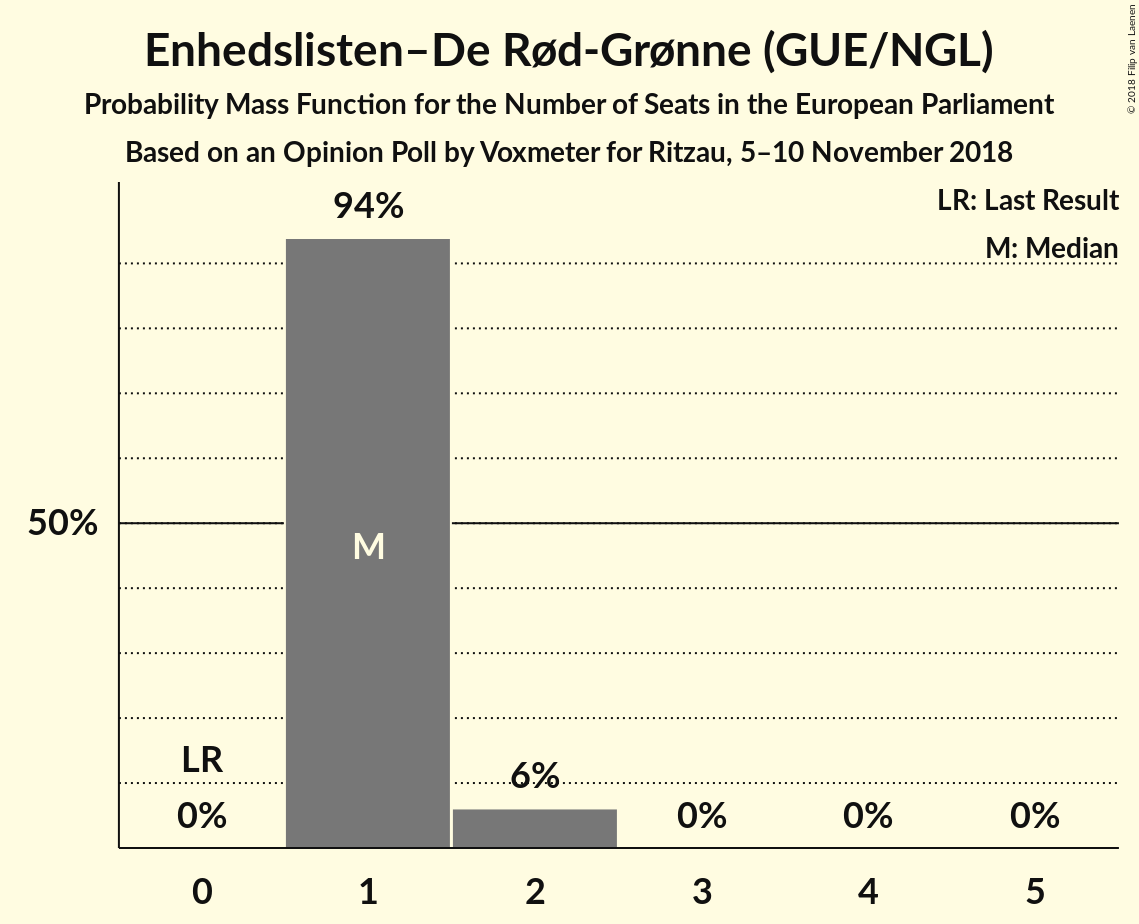 Enhedslisten–De Rød-Grønne (GUE/NGL)
Probability Mass Function for the Number of Seats in the European Parliament
Based on an Opinion Poll by Voxmeter for Ritzau, 5–10 November 2018
© 2018 Filip van Laenen
LR: Last Result
M: Median
94%
50%
M
LR
6%
0%
0%
0%
0%
0
1
2
3
4
5